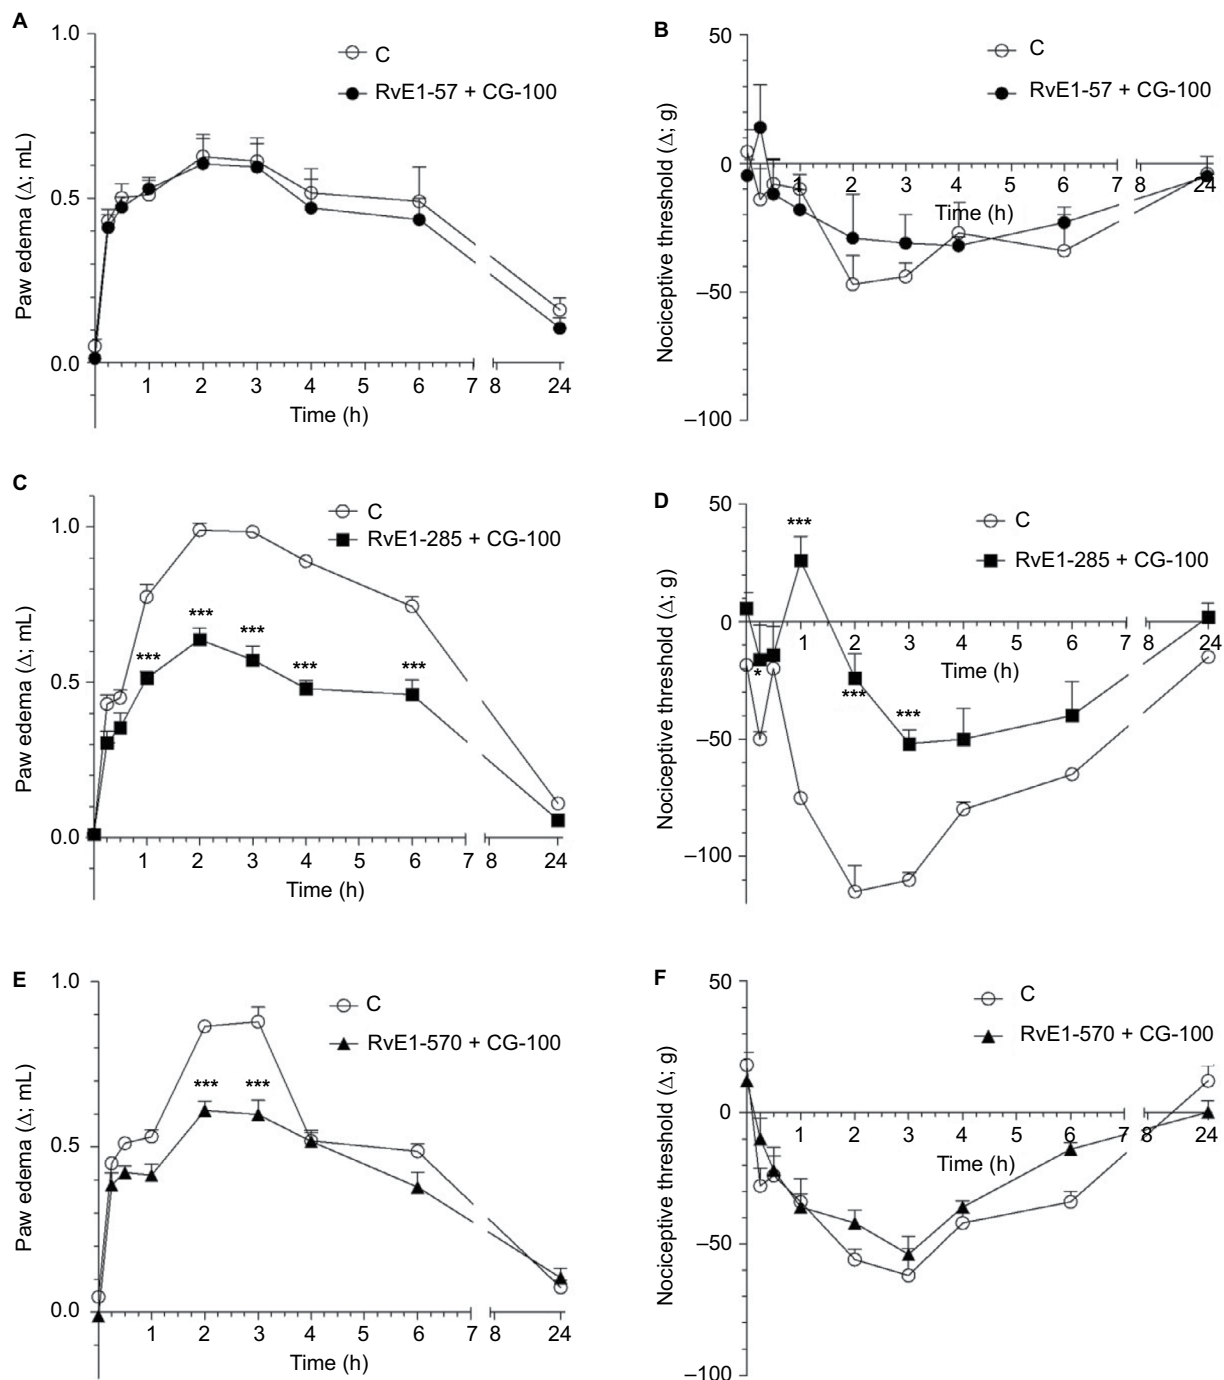 A
1.0
0.5
0.0
Paw edema (Δ; mL)
C
RvE1-57 + CG-100
1 2 3 4 5 6 7 8 24
Time (h)
B
50
0
–50
–100
Nociceptive threshold (Δ; g)
C
RvE1-57 + CG-100
1 2 3 4 5 6 7 8 24
Time (h)
C
1.0
0.5
0.0
Paw edema (Δ; mL)
C
RvE1-285 + CG-100
*** *** *** *** ***
1 2 3 4 5 6 7 8 24
Time (h)
D
50
0
–50
–100
Nociceptive threshold (Δ; g)
C
RvE1-285 + CG-100
* *** *** ***
1 2 3 4 5 6 7 8 24
Time (h)
E
1.0
0.5
0.0
Paw edema (Δ; mL)
C
RvE1-570 + CG-100
*** ***
1 2 3 4 5 6 7 8 24
Time (h)
F
50
0
–50
–100
Nociceptive threshold (Δ; g)
C
RvE1-570 + CG-100
1 2 3 4 5 6 7 8 24
Time (h)